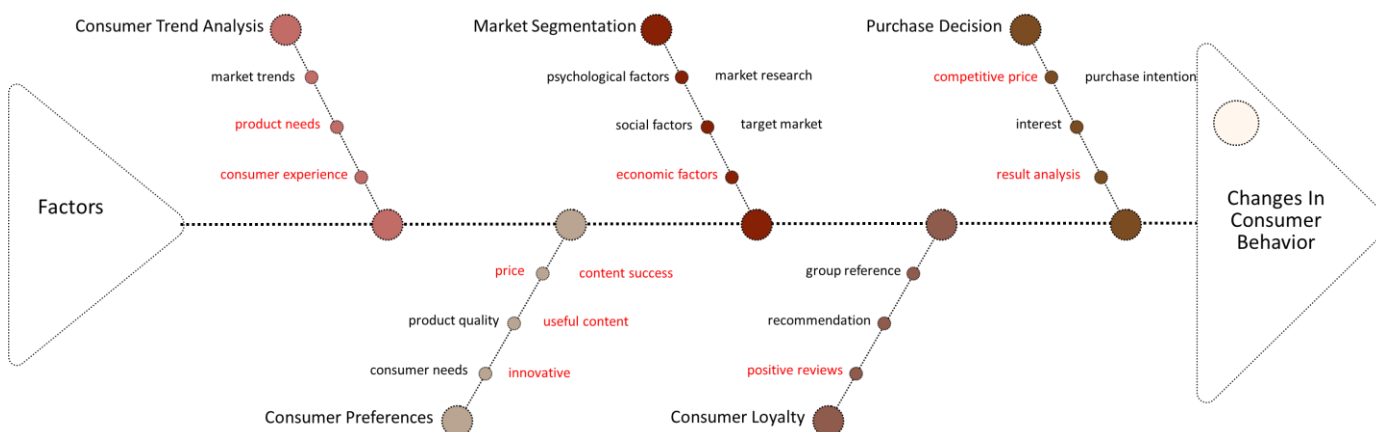 Consumer Trend Analysis
Market Segmentation
Purchase Decision
market trends
psychological factors
market research
competitive price
purchase intention
product needs
social factors
target market
interest
consumer experience
economic factors
result analysis
Factors
Changes In
Consumer
Behavior
price
content success
group reference
product quality
useful content
recommendation
consumer needs
innovative
positive reviews
Consumer Preferences
Consumer Loyalty